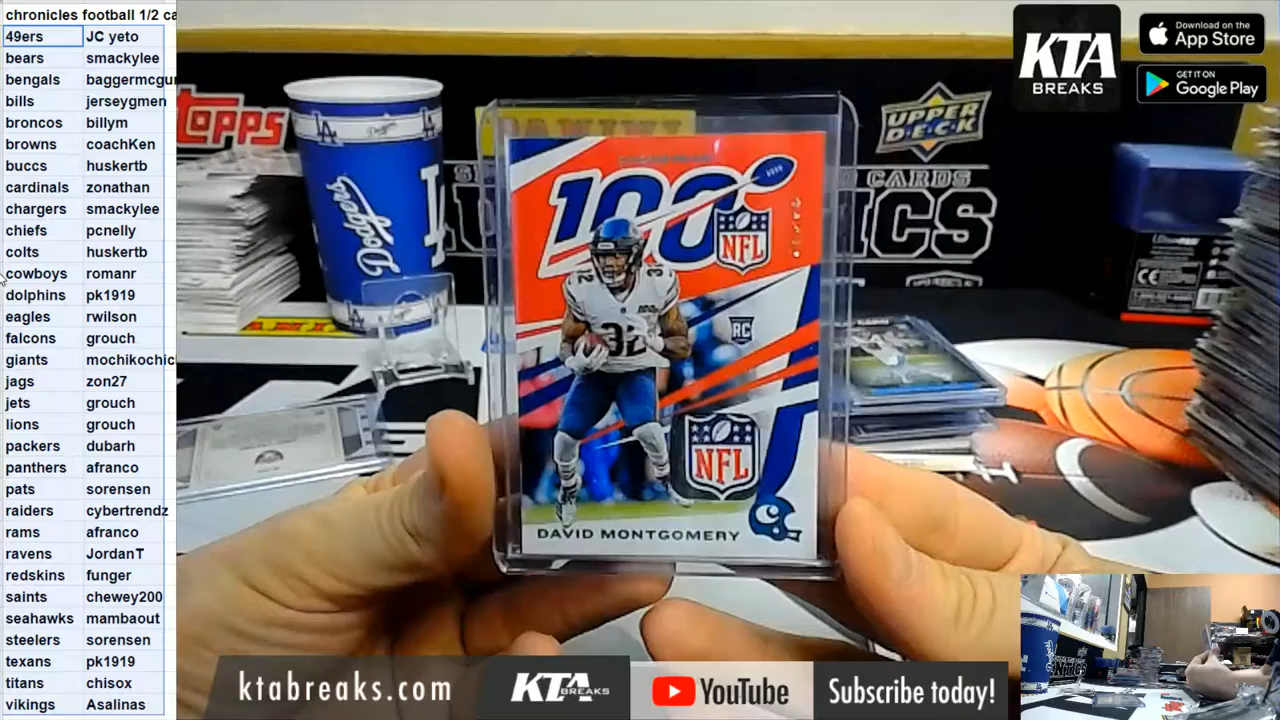 chronicles football 1/2 ca
49ers JC yeto
bears smackylee
bengals baggermcgur
bills jerseygmen
broncos billym
browns coachKen
buccs huskertb
cardinals zonathan
chargers smackylee
chiefs pcnelly
colts huskertb
cowboys romanr
dolphins pk1919
eagles rwilson
falcons grouch
giants mochikochic
jags zon27
jets grouch
lions grouch
packers dubarh
panthers afranco
pats sorensen
raiders cybertrendz
rams afranco
ravens JordanT
redskins funger
saints chewey200
seahawks mambaout
steelers sorensen
texans pk1919
titans chisox
vikings Asalinas
KTA
BREAKS
Download on the
App Store
GET IT ON
Google Play
TOPPS
LA
Dodgers
PANINI
UPPER
DECK
CARDS
ICS
100
NFL
32
RC
NFL
DAVID MONTGOMERY
ktabreaks.com
KTA
BREAKS
YouTube
Subscribe today!